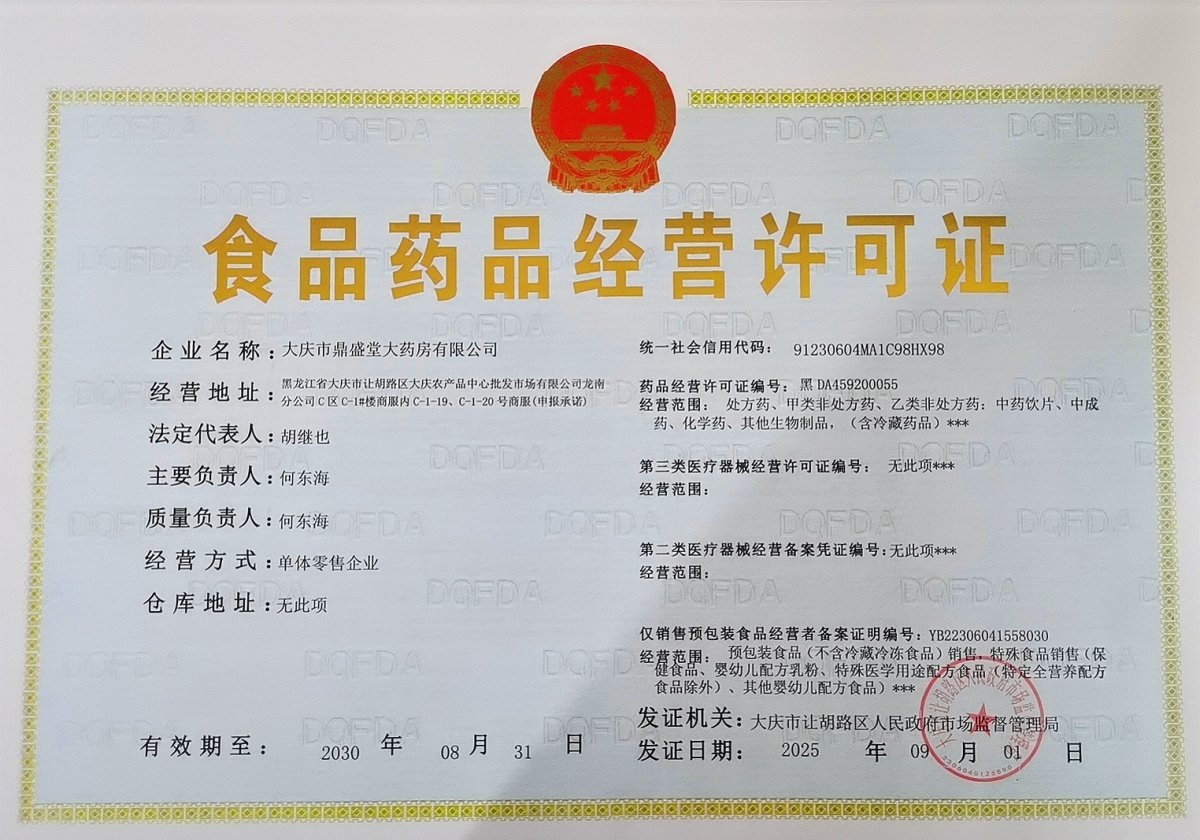 食品药品经营许可证
企业名称：大庆市鼎盛堂大药房有限公司
经营地址：黑龙江省大庆市让胡路区大庆农产品中心批发市场有限公司龙南
分公司C区C-1#楼商服内C-1-19、C-1-20号商服(申报承诺)
法定代表人：胡继也
主要负责人：何东海
质量负责人：何东海
经营方式：单体零售企业
仓库地址：无此项
有效期至：2030年08月31日
统一社会信用代码：91230604MA1C98HX98
药品经营许可证编号：黑DA459200055
经营范围：处方药、甲类非处方药、乙类非处方药：中药饮片、中成
药、化学药、其他生物制品，（含冷藏药品）***
第三类医疗器械经营许可证编号：无此项***
经营范围：
第二类医疗器械经营备案凭证编号：无此项***
经营范围：
仅销售预包装食品经营者备案证明编号：YB22306041558030
经营范围：预包装食品（不含冷藏冷冻食品）销售，特殊食品销售（保
健食品、婴幼儿配方乳粉、特殊医学用途配方食品（特定全营养配方
食品除外）、其他婴幼儿配方食品）***
发证机关：大庆市让胡路区人民政府市场监督管理局
发证日期：2025年09月01日
DQFDA